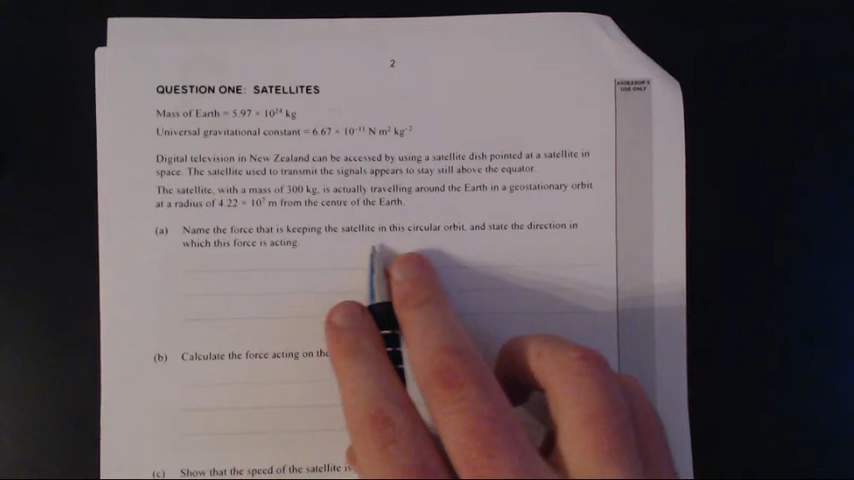 2
ASSESSOR'S
USE ONLY
QUESTION ONE: SATELLITES
Mass of Earth = 5.97 × 10²⁴ kg
Universal gravitational constant = 6.67 × 10⁻¹¹ N m² kg⁻²
Digital television in New Zealand can be accessed by using a satellite dish pointed at a satellite in
space. The satellite used to transmit the signals appears to stay still above the equator.
The satellite, with a mass of 300 kg, is actually travelling around the Earth in a geostationary orbit
at a radius of 4.22 × 10⁷ m from the centre of the Earth.
(a) Name the force that is keeping the satellite in this circular orbit, and state the direction in
which this force is acting.
(b) Calculate the force acting on the
(c) Show that the speed of the satellite is